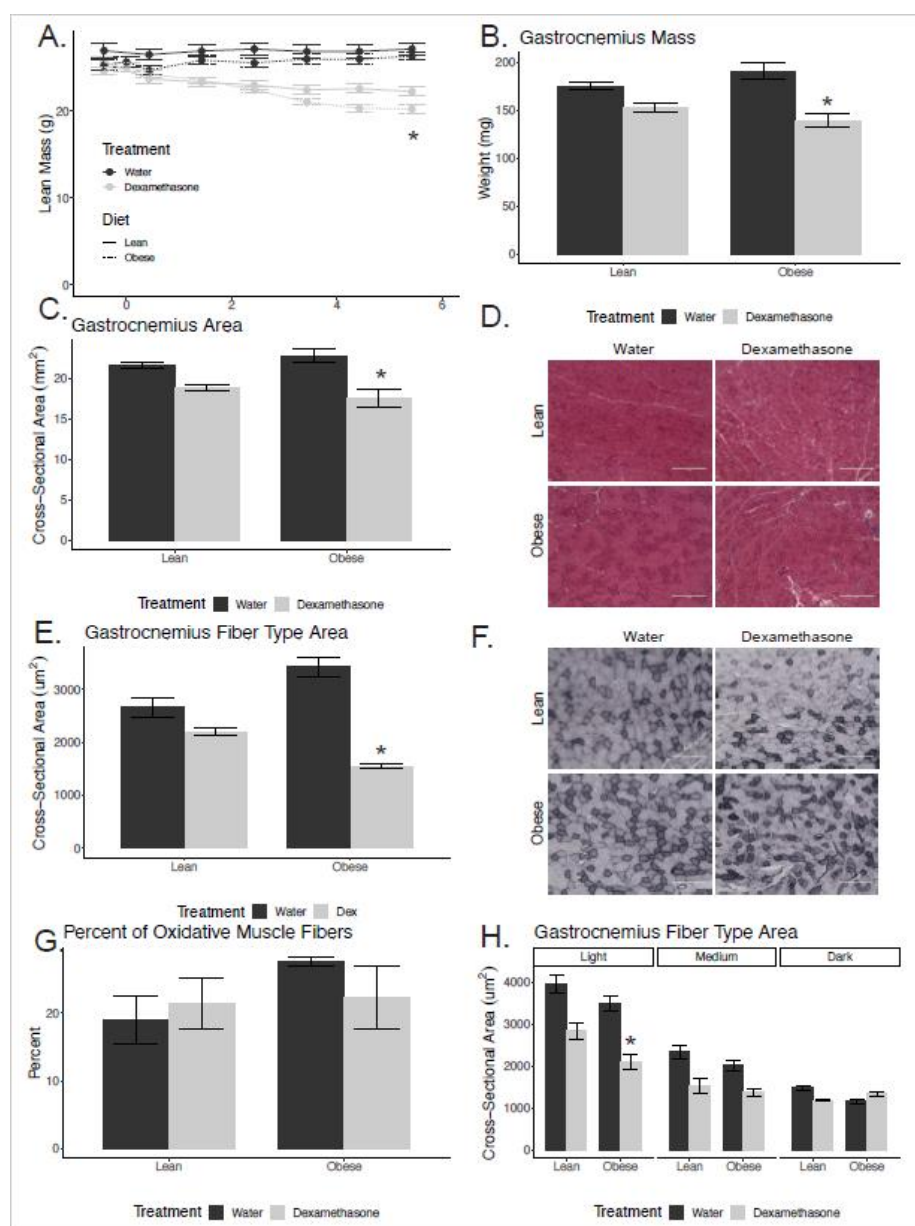 A.
Lean Mass (g)
20
10
0
Treatment
Water
Dexamethasone
Diet
Lean
Obese
*
0
2
4
6
B.
Gastrocnemius Mass
Weight (mg)
200
150
100
50
0
*
Lean
Obese
Treatment Water Dexamethasone
C.
Gastrocnemius Area
Cross−Sectional Area (mm²)
20
15
10
5
0
*
Lean
Obese
Treatment Water Dexamethasone
D.
Water
Dexamethasone
Lean
Obese
E.
Gastrocnemius Fiber Type Area
Cross−Sectional Area (um²)
3000
2000
1000
0
*
Lean
Obese
Treatment Water Dex
F.
Water
Dexamethasone
Lean
Obese
G.
Percent of Oxidative Muscle Fibers
Percent
20
10
0
Lean
Obese
Treatment Water Dexamethasone
H.
Gastrocnemius Fiber Type Area
Light
Medium
Dark
Cross−Sectional Area (um²)
4000
3000
2000
1000
0
*
Lean Obese Lean Obese Lean Obese
Treatment Water Dexamethasone